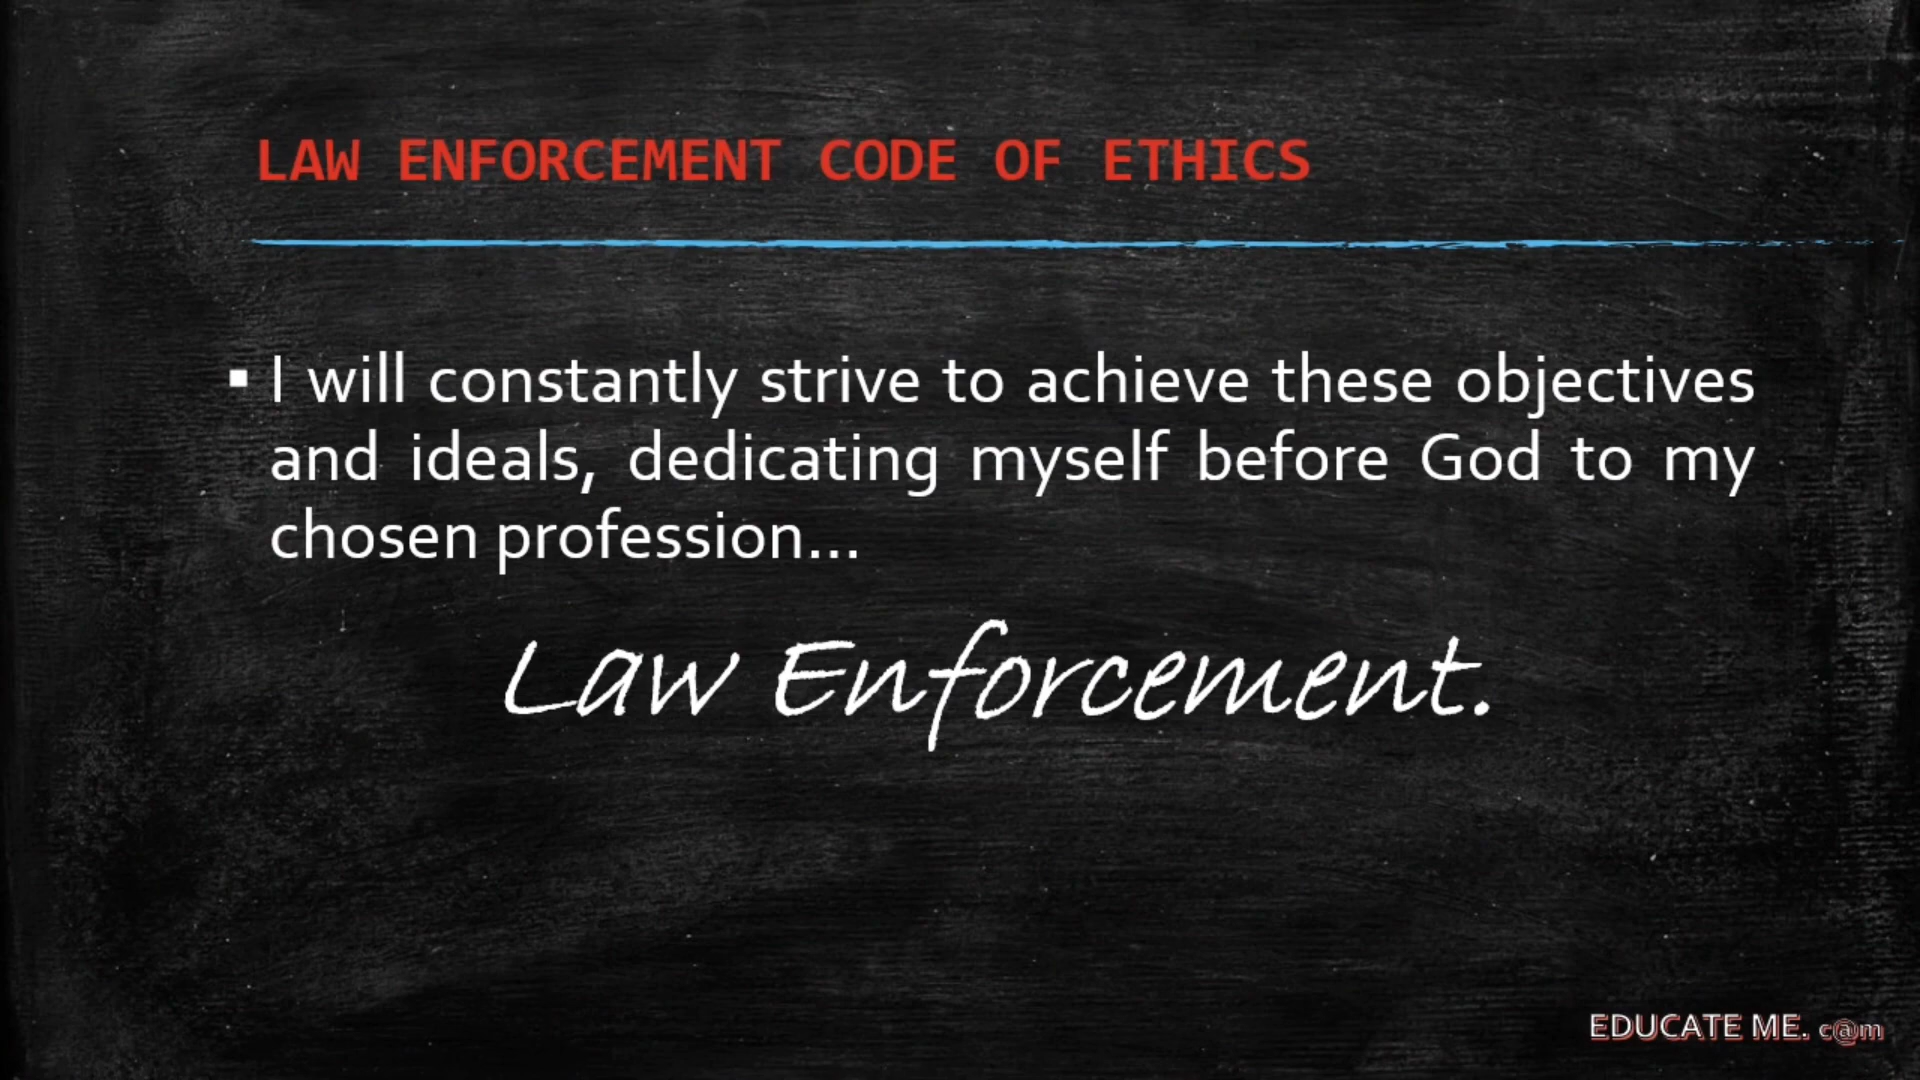 LAW ENFORCEMENT CODE OF ETHICS
▪ I will constantly strive to achieve these objectives
and ideals, dedicating myself before God to my
chosen profession...
Law Enforcement.
EDUCATE ME. c@m